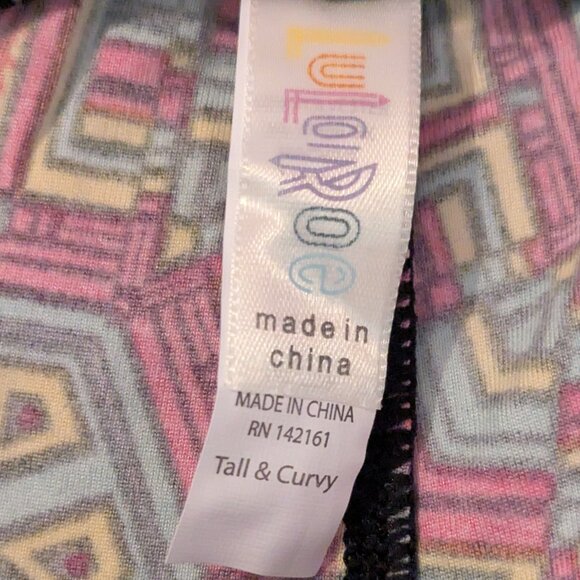 LuLaRoe
made in
china
MADE IN CHINA
RN 142161
Tall & Curvy